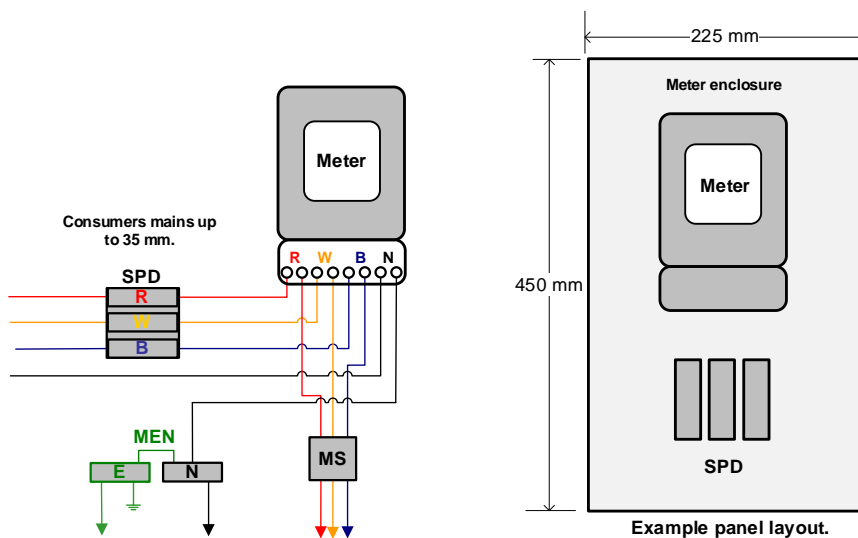 225 mm
Meter enclosure
Meter
Meter
Consumers mains up
to 35 mm.
R W B N
SPD
R
W
B
450 mm
MEN
E
N
MS
SPD
Example panel layout.